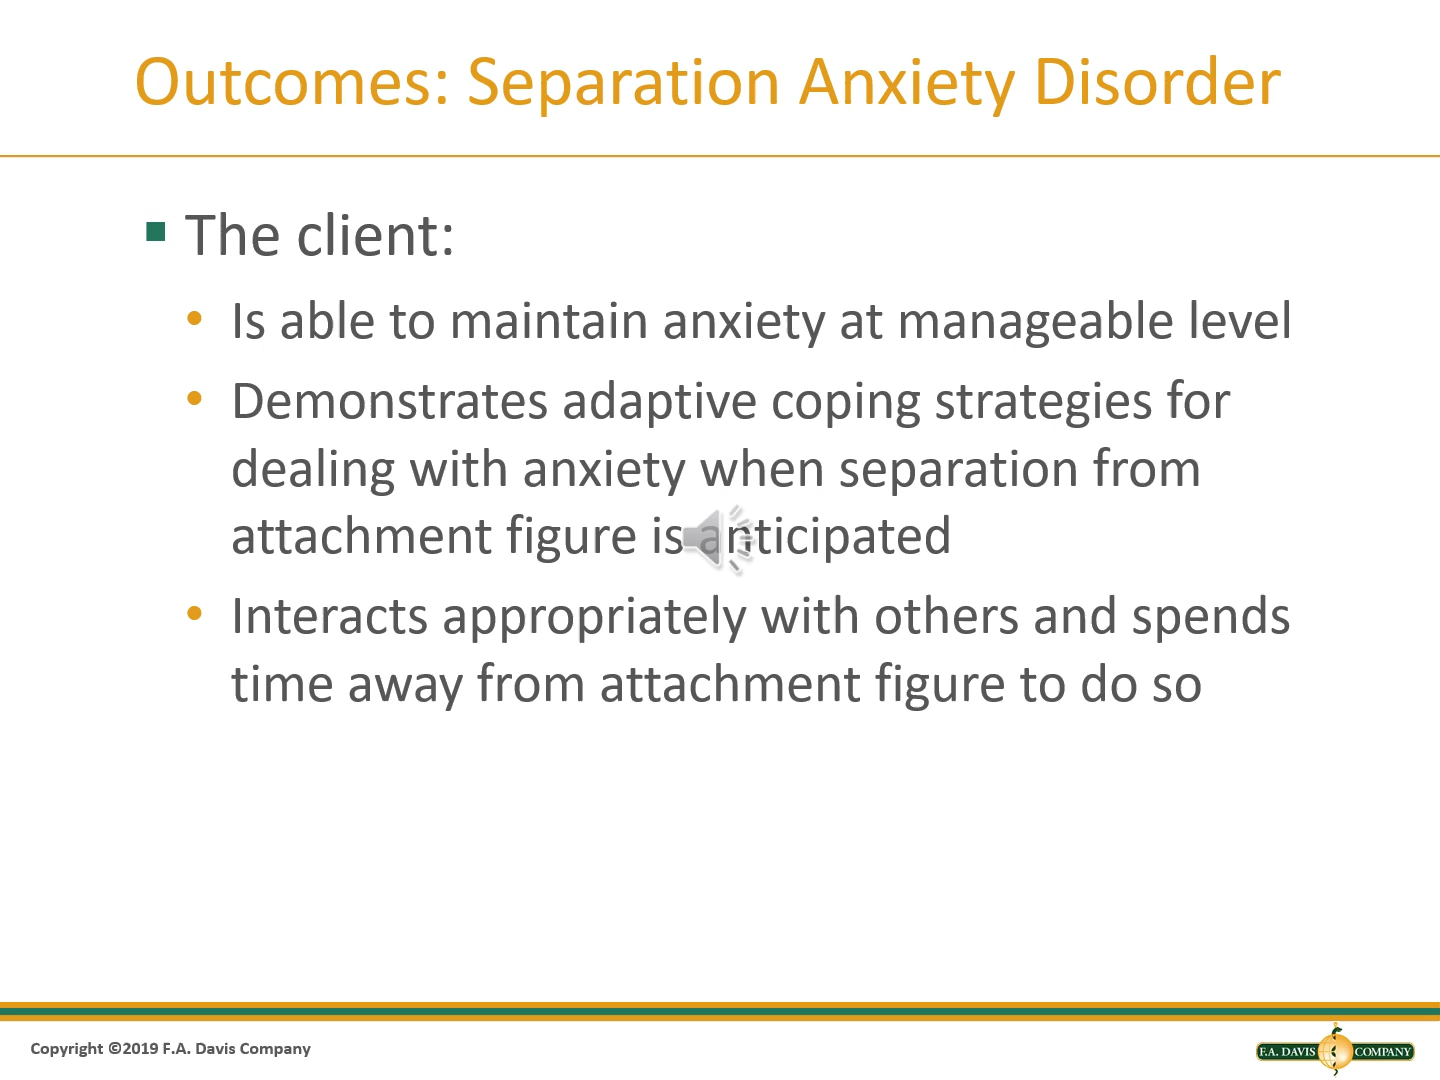 Outcomes: Separation Anxiety Disorder
The client:
Is able to maintain anxiety at manageable level
Demonstrates adaptive coping strategies for
dealing with anxiety when separation from
attachment figure is anticipated
Interacts appropriately with others and spends
time away from attachment figure to do so
Copyright ©2019 F.A. Davis Company
F.A. DAVIS COMPANY